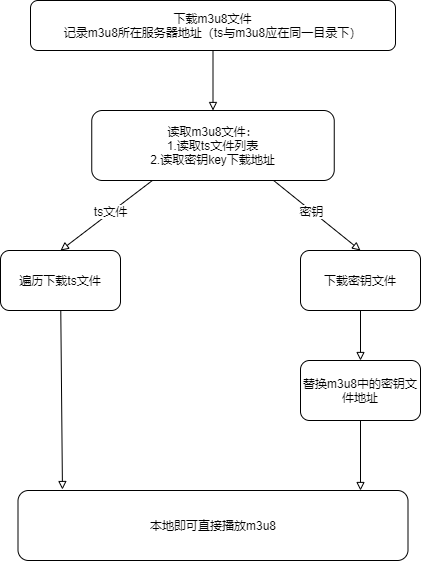 下载m3u8文件
记录m3u8所在服务器地址（ts与m3u8应在同一目录下）
读取m3u8文件：
1.读取ts文件列表
2.读取密钥key下载地址
ts文件
密钥
遍历下载ts文件
下载密钥文件
替换m3u8中的密钥文
件地址
本地即可直接播放m3u8